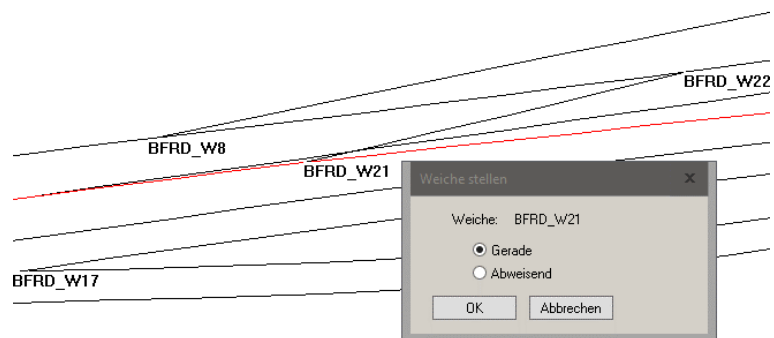 BFRD_W22
BFRD_W8
BFRD_W21
Weiche stellen x
Weiche: BFRD_W21
Gerade
Abweisend
BFRD_W17
OK Abbrechen